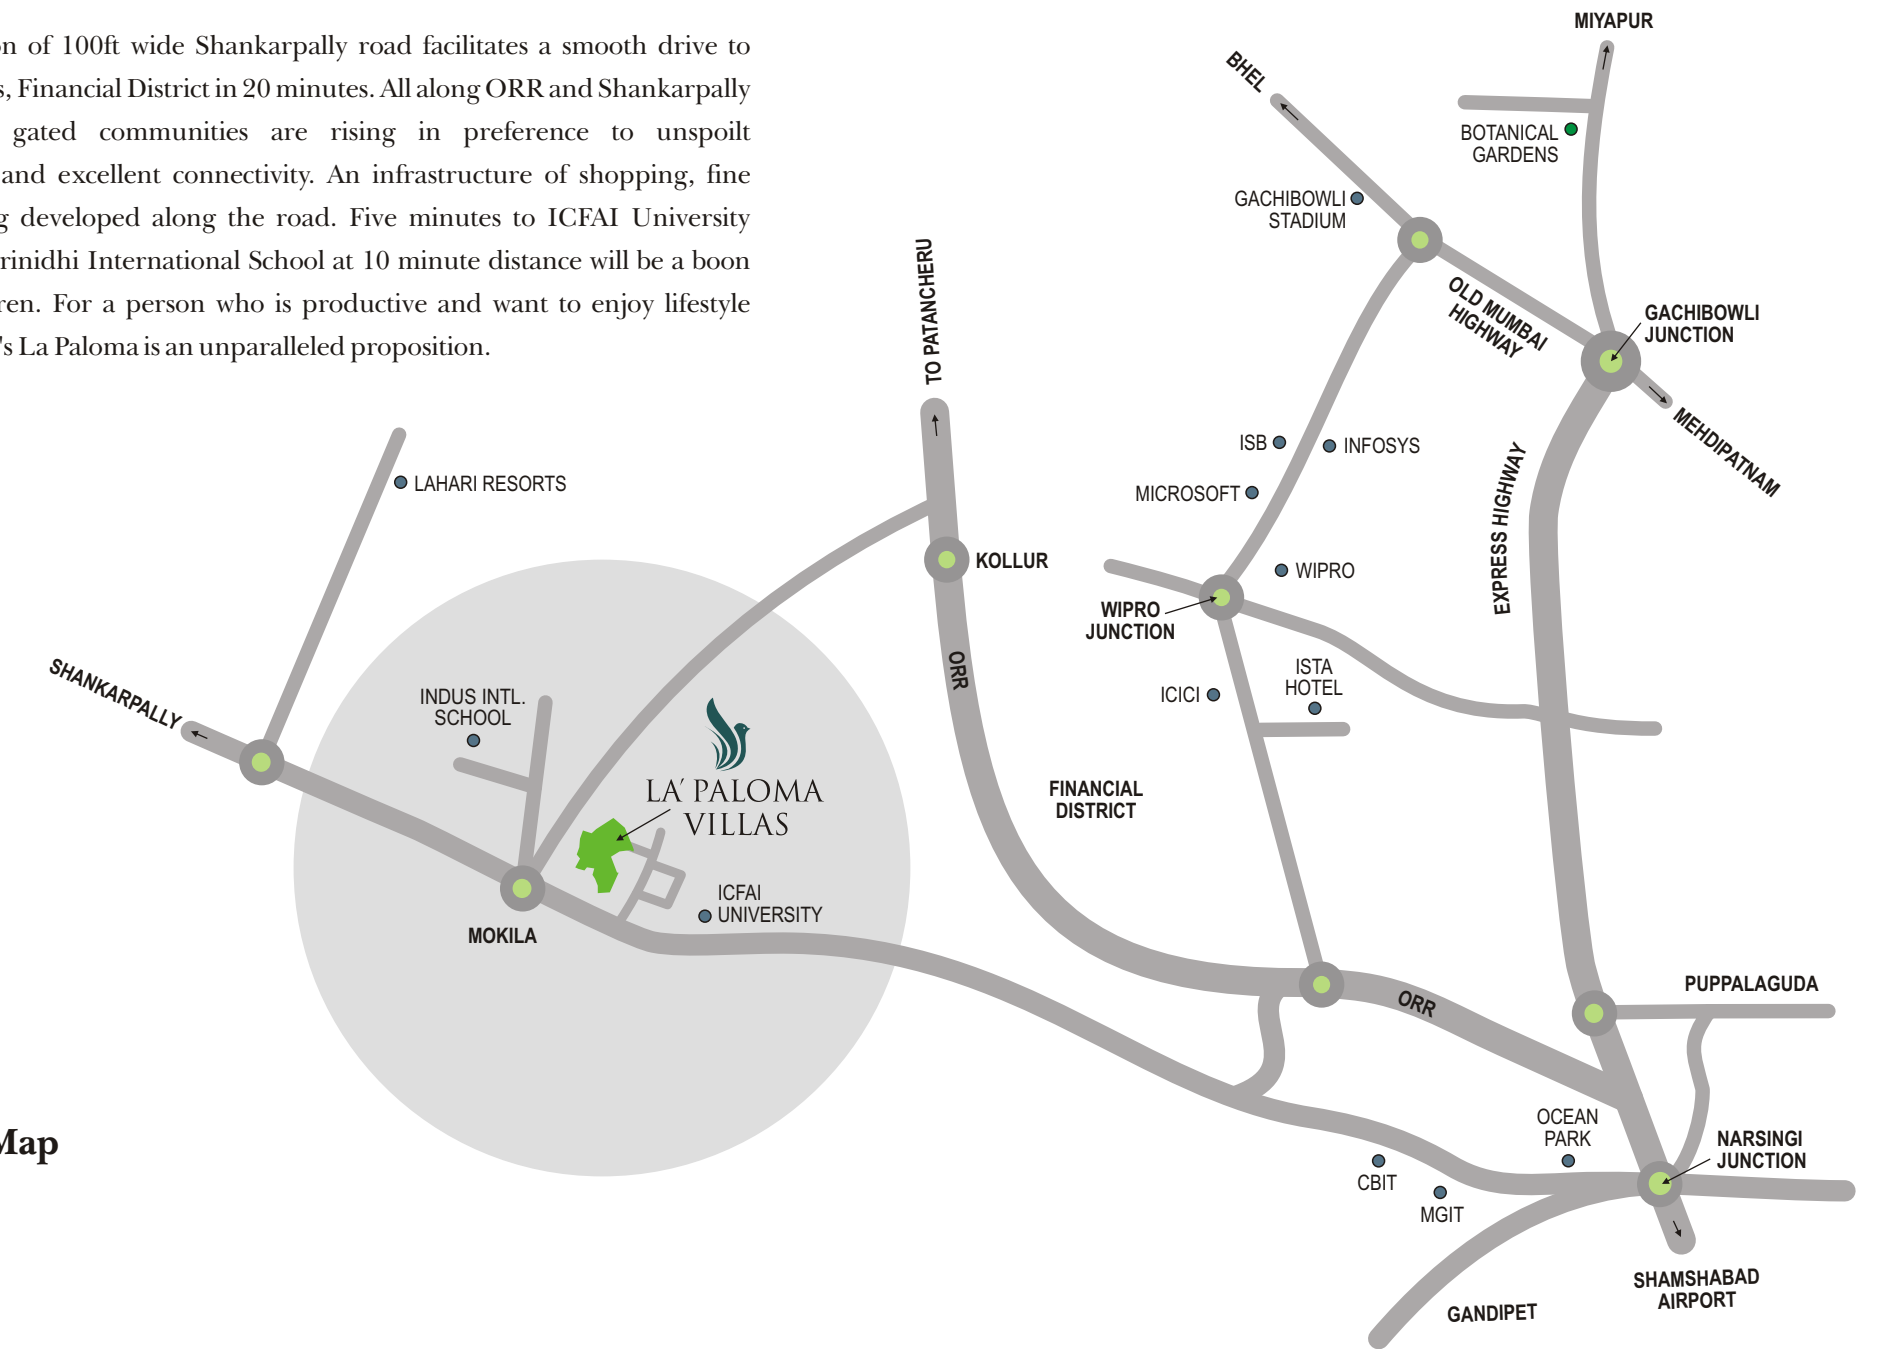 on of 100ft wide Shankarpally road facilitates a smooth drive to
s, Financial District in 20 minutes. All along ORR and Shankarpally
gated communities are rising in preference to unspoilt
and excellent connectivity. An infrastructure of shopping, fine
g developed along the road. Five minutes to ICFAI University
rinidhi International School at 10 minute distance will be a boon
ren. For a person who is productive and want to enjoy lifestyle
's La Paloma is an unparalleled proposition.
MIYAPUR
BHEL
BOTANICAL
GARDENS
GACHIBOWLI
STADIUM
TO PATANCHERU
OLD MUMBAI
HIGHWAY
GACHIBOWLI
JUNCTION
MEHDIPATNAM
ISB
INFOSYS
LAHARI RESORTS
MICROSOFT
EXPRESS HIGHWAY
KOLLUR
WIPRO
WIPRO
JUNCTION
SHANKARPALLY
ORR
ISTA
HOTEL
ICICI
INDUS INTL.
SCHOOL
LA' PALOMA
VILLAS
FINANCIAL
DISTRICT
ICFAI
UNIVERSITY
MOKILA
ORR
PUPPALAGUDA
Map
OCEAN
PARK
NARSINGI
JUNCTION
CBIT
MGIT
SHAMSHABAD
AIRPORT
GANDIPET